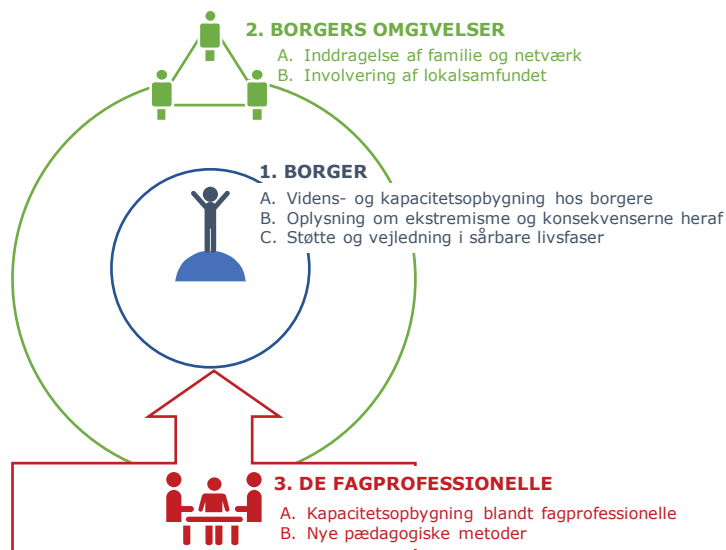 2. BORGERS OMGIVELSER
A. Inddragelse af familie og netværk
B. Involvering af lokalsamfundet
1. BORGER
A. Videns- og kapacitetsopbygning hos borgere
B. Oplysning om ekstremisme og konsekvenserne heraf
C. Støtte og vejledning i sårbare livsfaser
3. DE FAGPROFESSIONELLE
A. Kapacitetsopbygning blandt fagprofessionelle
B. Nye pædagogiske metoder